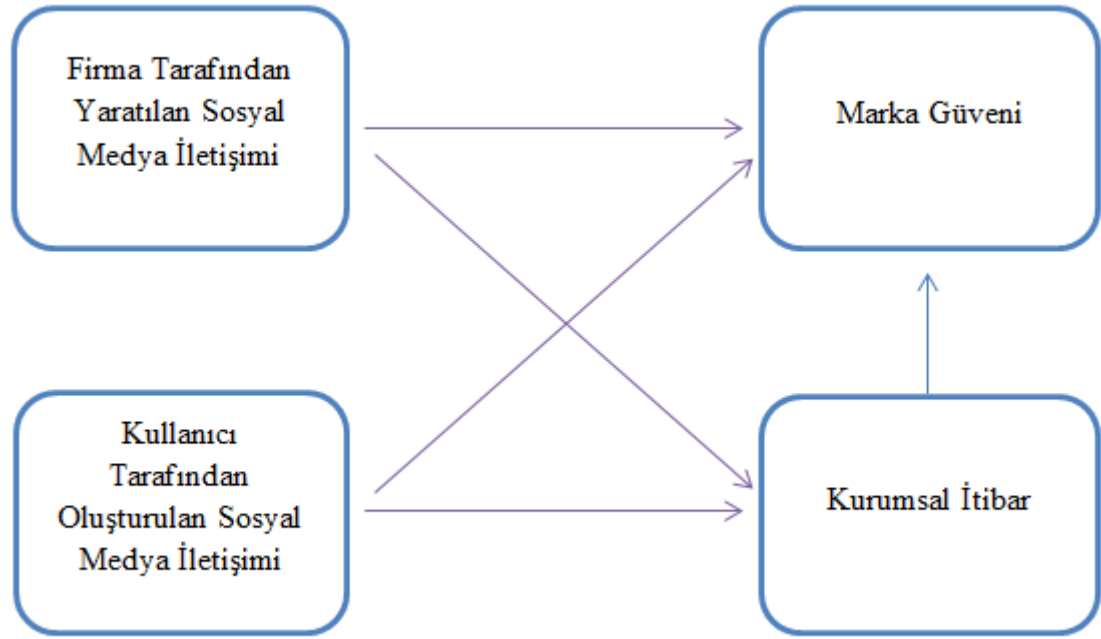 Firma Tarafından
Yaratılan Sosyal
Medya İletişimi
Marka Güveni
Kullanıcı
Tarafından
Oluşturulan Sosyal
Medya İletişimi
Kurumsal İtibar